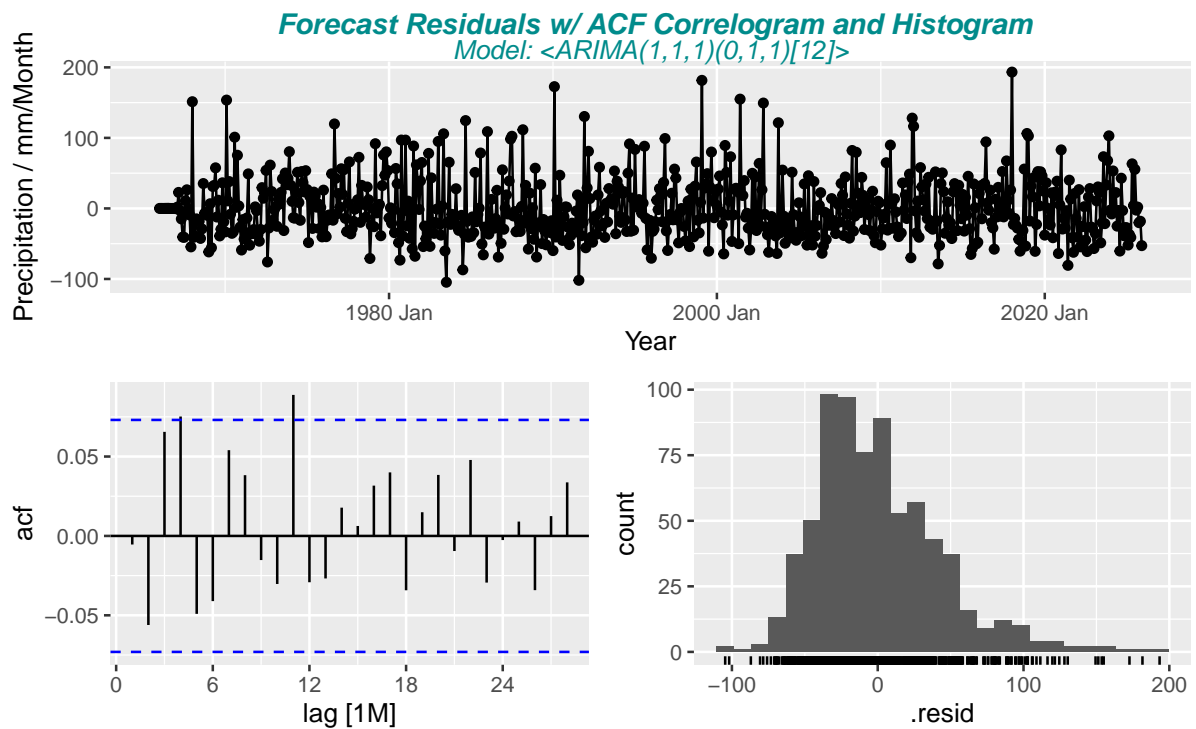 Forecast Residuals w/ ACF Correlogram and Histogram
Model: <ARIMA(1,1,1)(0,1,1)[12]>
Precipitation / mm/Month
200
100
0
−100
1980 Jan
2000 Jan
2020 Jan
Year
acf
0.05
0.00
−0.05
0
6
12
18
24
lag [1M]
count
100
75
50
25
0
−100
0
100
200
.resid